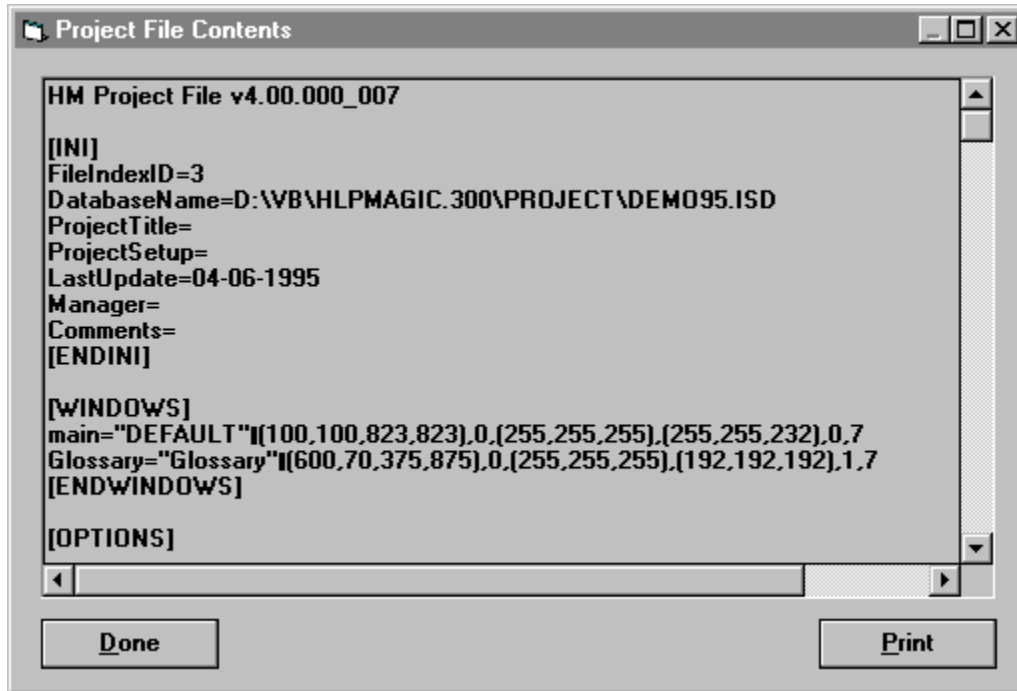 Project File Contents
HM Project File v4.00.000_007
[INI]
FileIndexID=3
DatabaseName=D:\VB\HLPMAGIC.300\PROJECT\DEMO95.ISD
ProjectTitle=
ProjectSetup=
LastUpdate=04-06-1995
Manager=
Comments=
[ENDINI]
[WINDOWS]
main="DEFAULT"▌(100,100,823,823),0,(255,255,255),(255,255,232),0,7
Glossary="Glossary"▌(600,70,375,875),0,(255,255,255),(192,192,192),1,7
[ENDWINDOWS]
[OPTIONS]
Done
Print